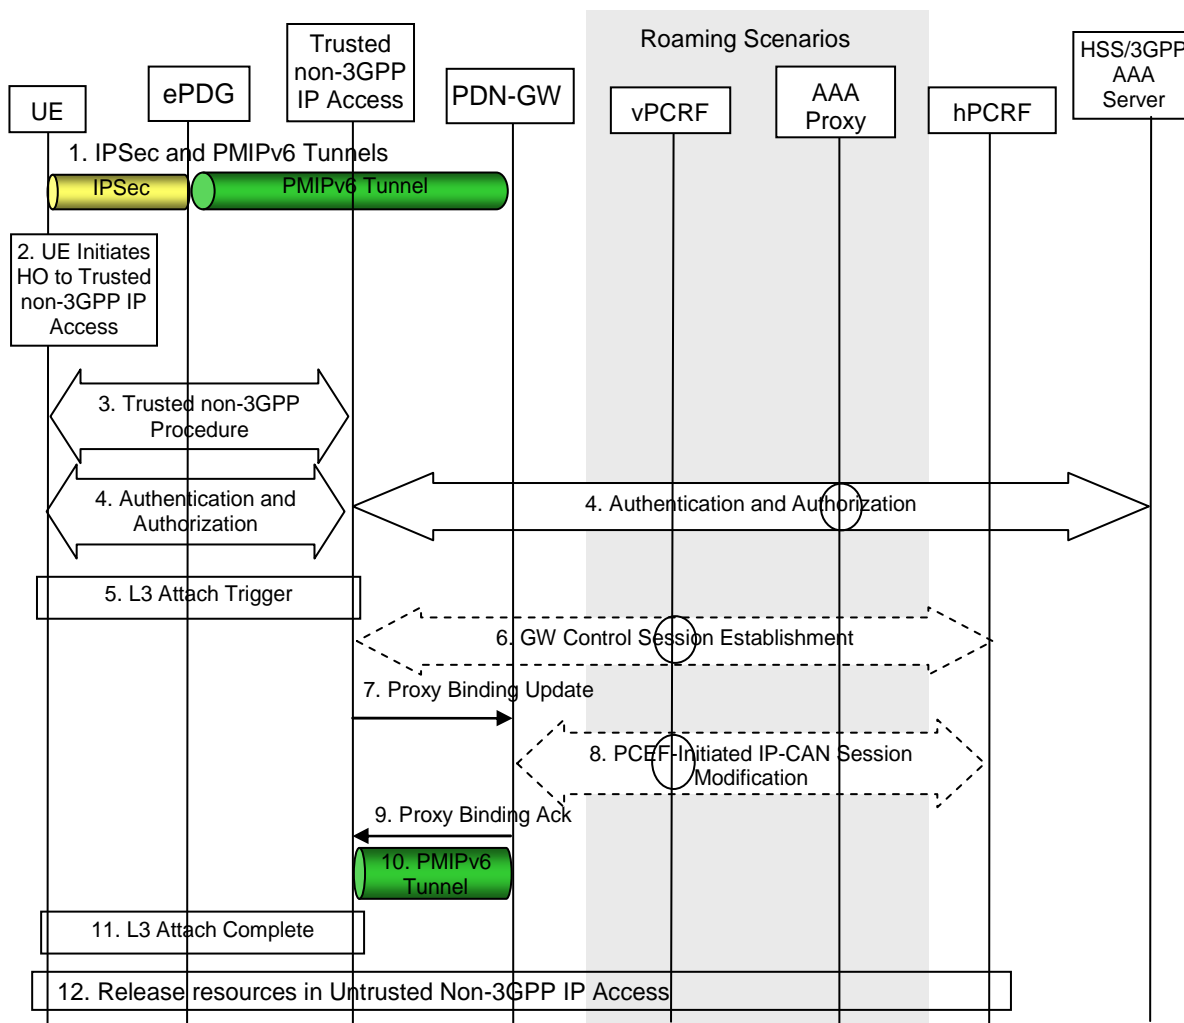 Roaming Scenarios
UE
ePDG
Trusted
non-3GPP
IP Access
PDN-GW
vPCRF
AAA
Proxy
hPCRF
HSS/3GPP
AAA
Server
1. IPSec and PMIPv6 Tunnels
IPSec
PMIPv6 Tunnel
2. UE Initiates
HO to Trusted
non-3GPP IP
Access
3. Trusted non-3GPP
Procedure
4. Authentication and
Authorization
4. Authentication and Authorization
5. L3 Attach Trigger
6. GW Control Session Establishment
7. Proxy Binding Update
8. PCEF-Initiated IP-CAN Session
Modification
9. Proxy Binding Ack
10. PMIPv6
Tunnel
11. L3 Attach Complete
12. Release resources in Untrusted Non-3GPP IP Access